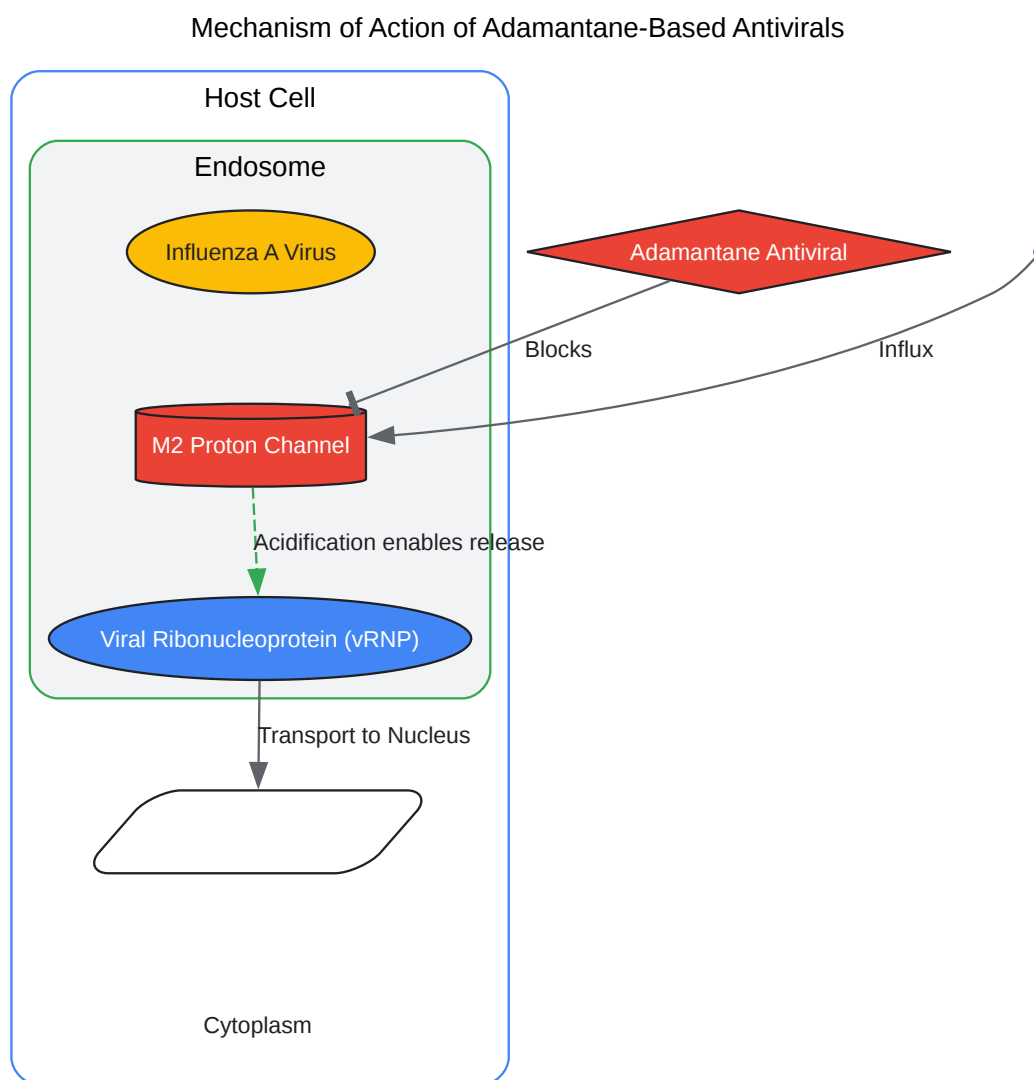 Mechanism of Action of Adamantane-Based Antivirals
Host Cell
Endosome
Influenza A Virus
Adamantane Antiviral
Blocks
Influx
M2 Proton Channel
Acidification enables release
Viral Ribonucleoprotein (vRNP)
Transport to Nucleus
Cytoplasm